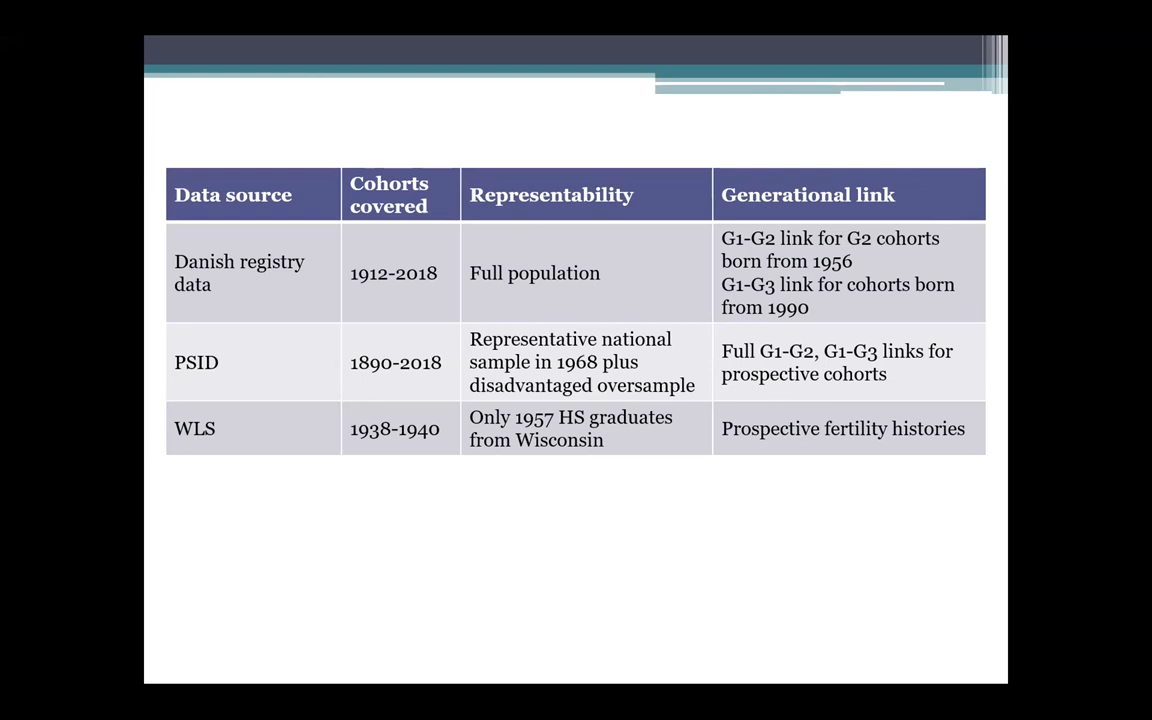 Data source
Cohorts
covered
Representability
Generational link
Danish registry
data
1912-2018
Full population
G1-G2 link for G2 cohorts
born from 1956
G1-G3 link for cohorts born
from 1990
PSID
1890-2018
Representative national
sample in 1968 plus
disadvantaged oversample
Full G1-G2, G1-G3 links for
prospective cohorts
WLS
1938-1940
Only 1957 HS graduates
from Wisconsin
Prospective fertility histories